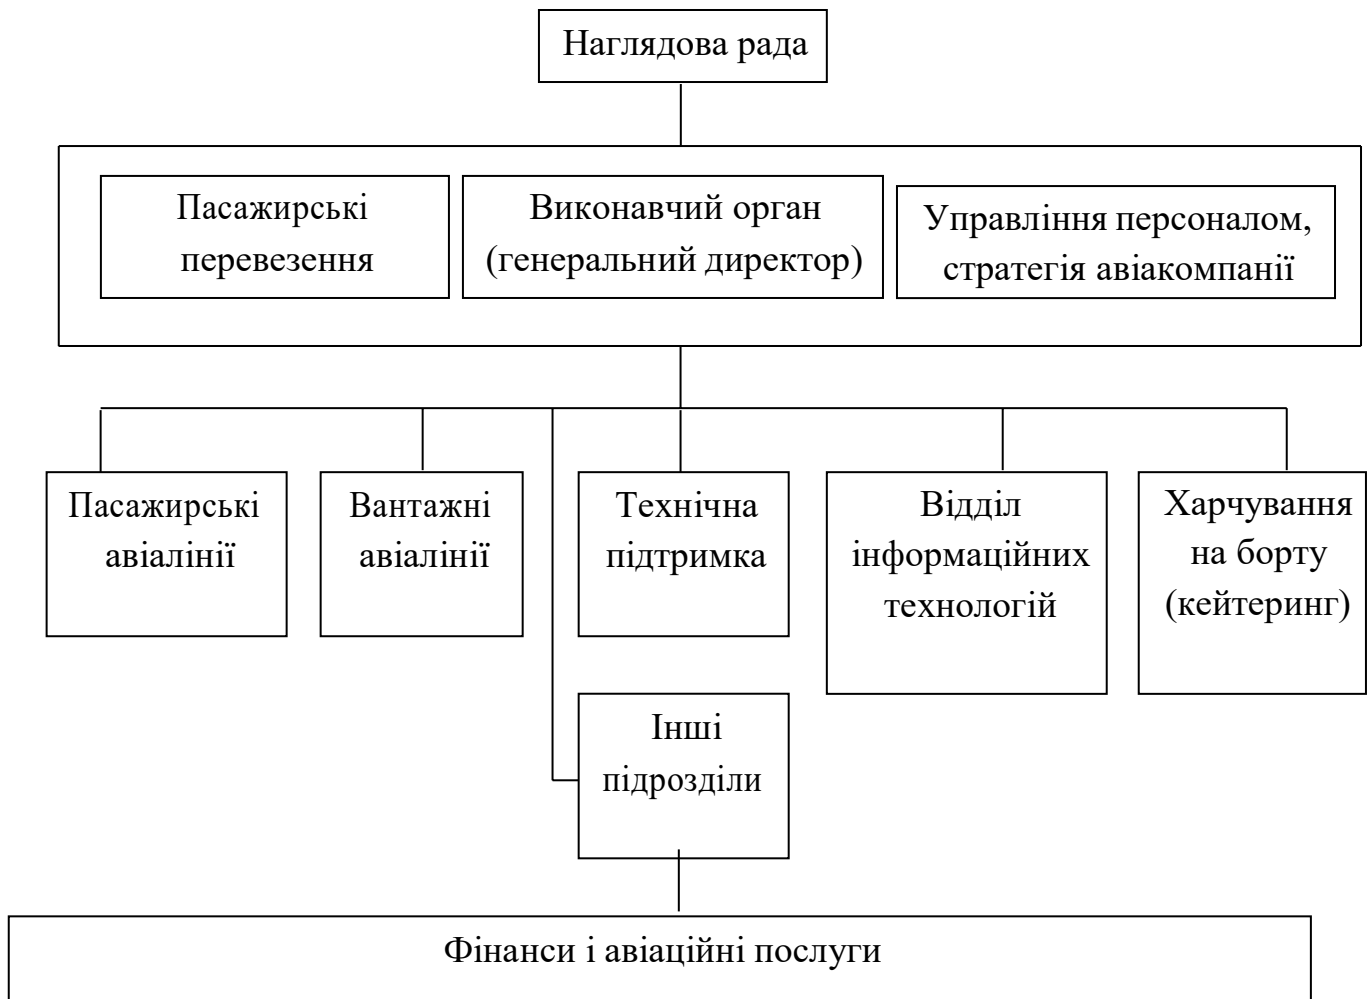 Наглядова рада
Пасажирські
перевезення
Виконавчий орган
(генеральний директор)
Управління персоналом,
стратегія авіакомпанії
Пасажирські
авіалінії
Вантажні
авіалінії
Технічна
підтримка
Відділ
інформаційних
технологій
Харчування
на борту
(кейтеринг)
Інші
підрозділи
Фінанси і авіаційні послуги